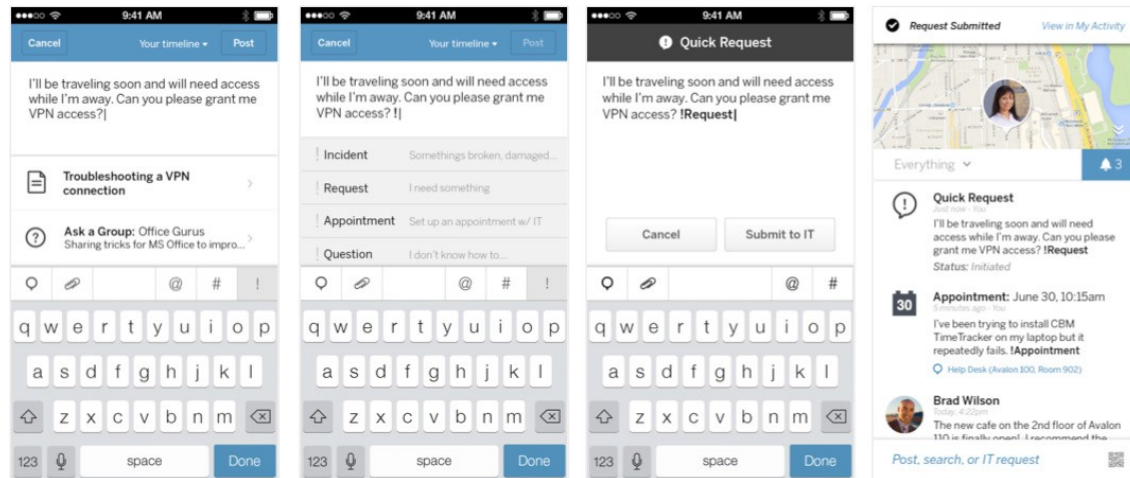 9:41 AM
Cancel
Your timeline
Post
I'll be traveling soon and will need access
while I'm away. Can you please grant me
VPN access?
Troubleshooting a VPN
connection
Ask a Group: Office Gurus
Sharing tricks for MS Office to impro...
@ # !
q w e r t y u i o p
a s d f g h j k l
z x c v b n m
123 space Done
9:41 AM
Cancel
Your timeline
Post
I'll be traveling soon and will need access
while I'm away. Can you please grant me
VPN access? !
! Incident Somethings broken, damaged...
! Request I need something
! Appointment Set up an appointment w/ IT
! Question I don't know how to...
@ # !
q w e r t y u i o p
a s d f g h j k l
z x c v b n m
123 space Done
9:41 AM
! Quick Request
I'll be traveling soon and will need access
while I'm away. Can you please grant me
VPN access? !Request
Cancel
Submit to IT
@ #
q w e r t y u i o p
a s d f g h j k l
z x c v b n m
123 space Done
Request Submitted
View in My Activity
Everything
3
Quick Request
Just now - You
I'll be traveling soon and will need
access while I'm away. Can you please
grant me VPN access? !Request
Status: Initiated
30
Appointment: June 30, 10:15am
5 minutes ago - You
I've been trying to install CBM
TimeTracker on my laptop but it
repeatedly fails. !Appointment
Help Desk (Avalon 100, Room 902)
Brad Wilson
Today, 4:22pm
The new cafe on the 2nd floor of Avalon
110 is finally open! I recommend the
Post, search, or IT request